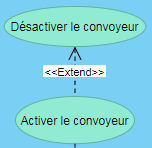 Désactiver le convoyeur
<<Extend>>
Activer le convoyeur